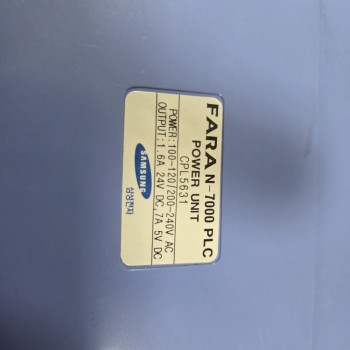 FARA N-7000 PLC
POWER UNIT
CPL5631
POWER:100-120/200-240V AC
OUTPUT:1.6A 24V DC,7A 5V DC
SAMSUNG
삼성전자